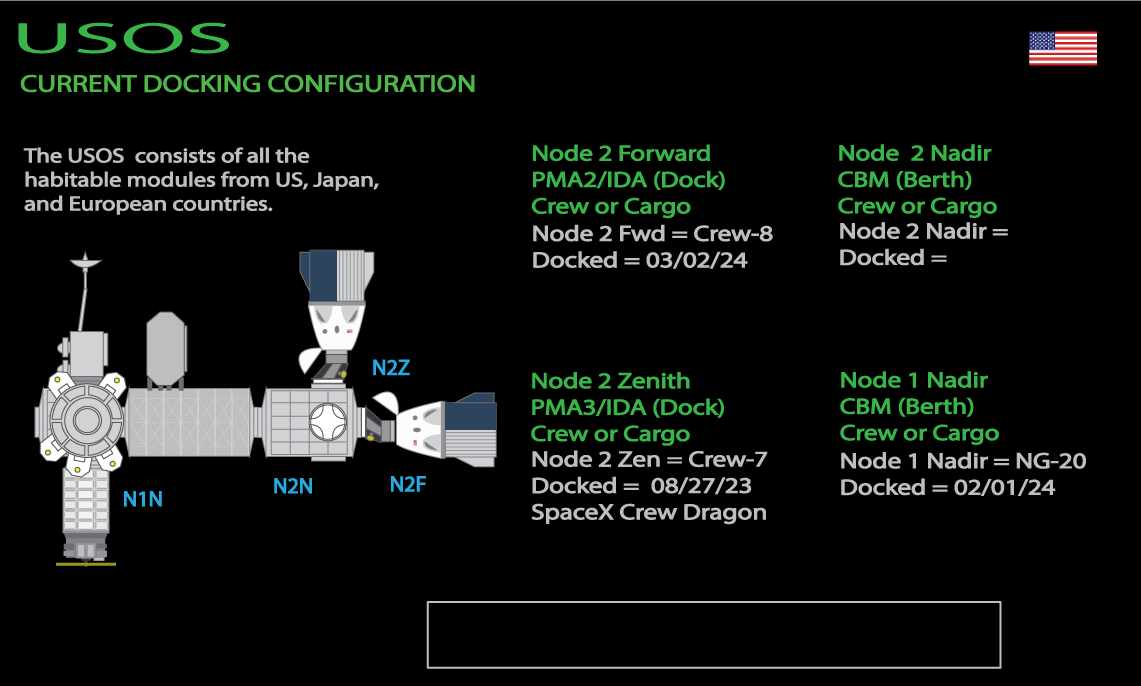 USOS
CURRENT DOCKING CONFIGURATION
The USOS consists of all the
habitable modules from US, Japan,
and European countries.
Node 2 Forward
PMA2/IDA (Dock)
Crew or Cargo
Node 2 Fwd = Crew-8
Docked = 03/02/24
Node 2 Nadir
CBM (Berth)
Crew or Cargo
Node 2 Nadir =
Docked =
N2Z
N1N
N2N
N2F
Node 2 Zenith
PMA3/IDA (Dock)
Crew or Cargo
Node 2 Zen = Crew-7
Docked = 08/27/23
SpaceX Crew Dragon
Node 1 Nadir
CBM (Berth)
Crew or Cargo
Node 1 Nadir = NG-20
Docked = 02/01/24